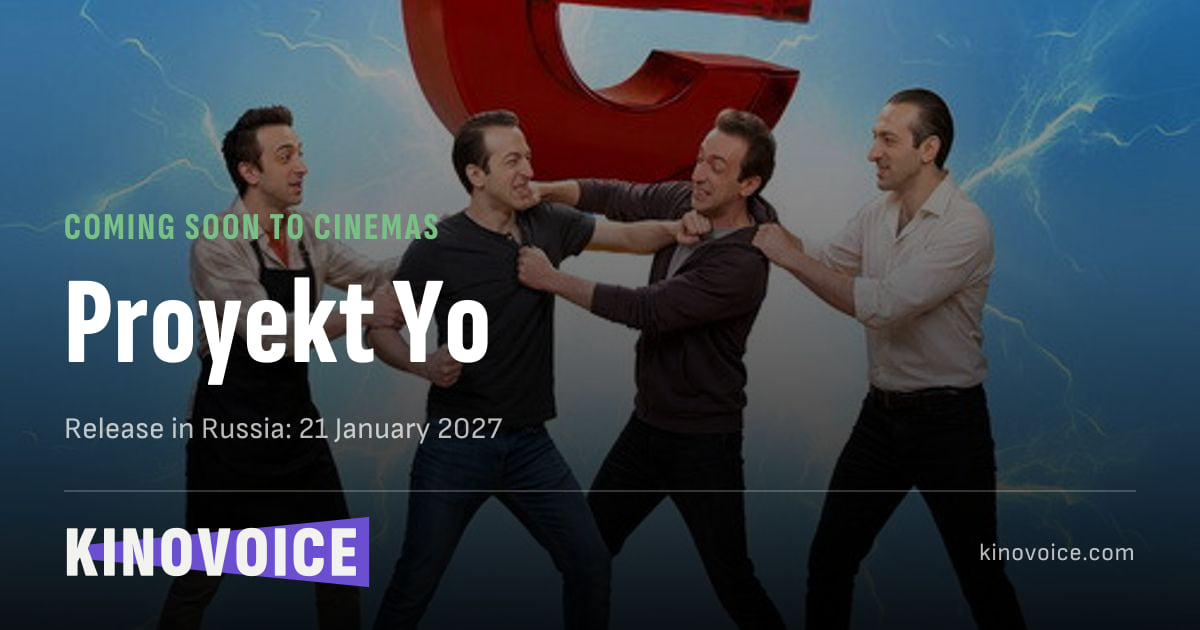 COMING SOON TO CINEMAS
Proyekt Yo
Release in Russia: 21 January 2027
KINOVOICE
kinovoice.com